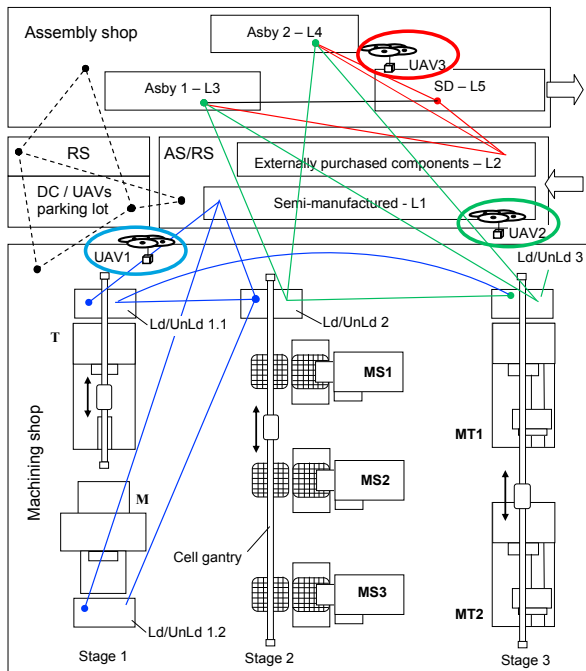 Assembly shop
Asby 2 – L4
UAV3
Asby 1 – L3
SD – L5
RS
AS/RS
Externally purchased components – L2
DC / UAVs
parking lot
Semi-manufactured - L1
UAV1
UAV2
Ld/UnLd 3
Ld/UnLd 1.1
Ld/UnLd 2
T
MS1
MT1
Machining shop
MS2
M
Cell gantry
MS3
MT2
Ld/UnLd 1.2
Stage 1
Stage 2
Stage 3